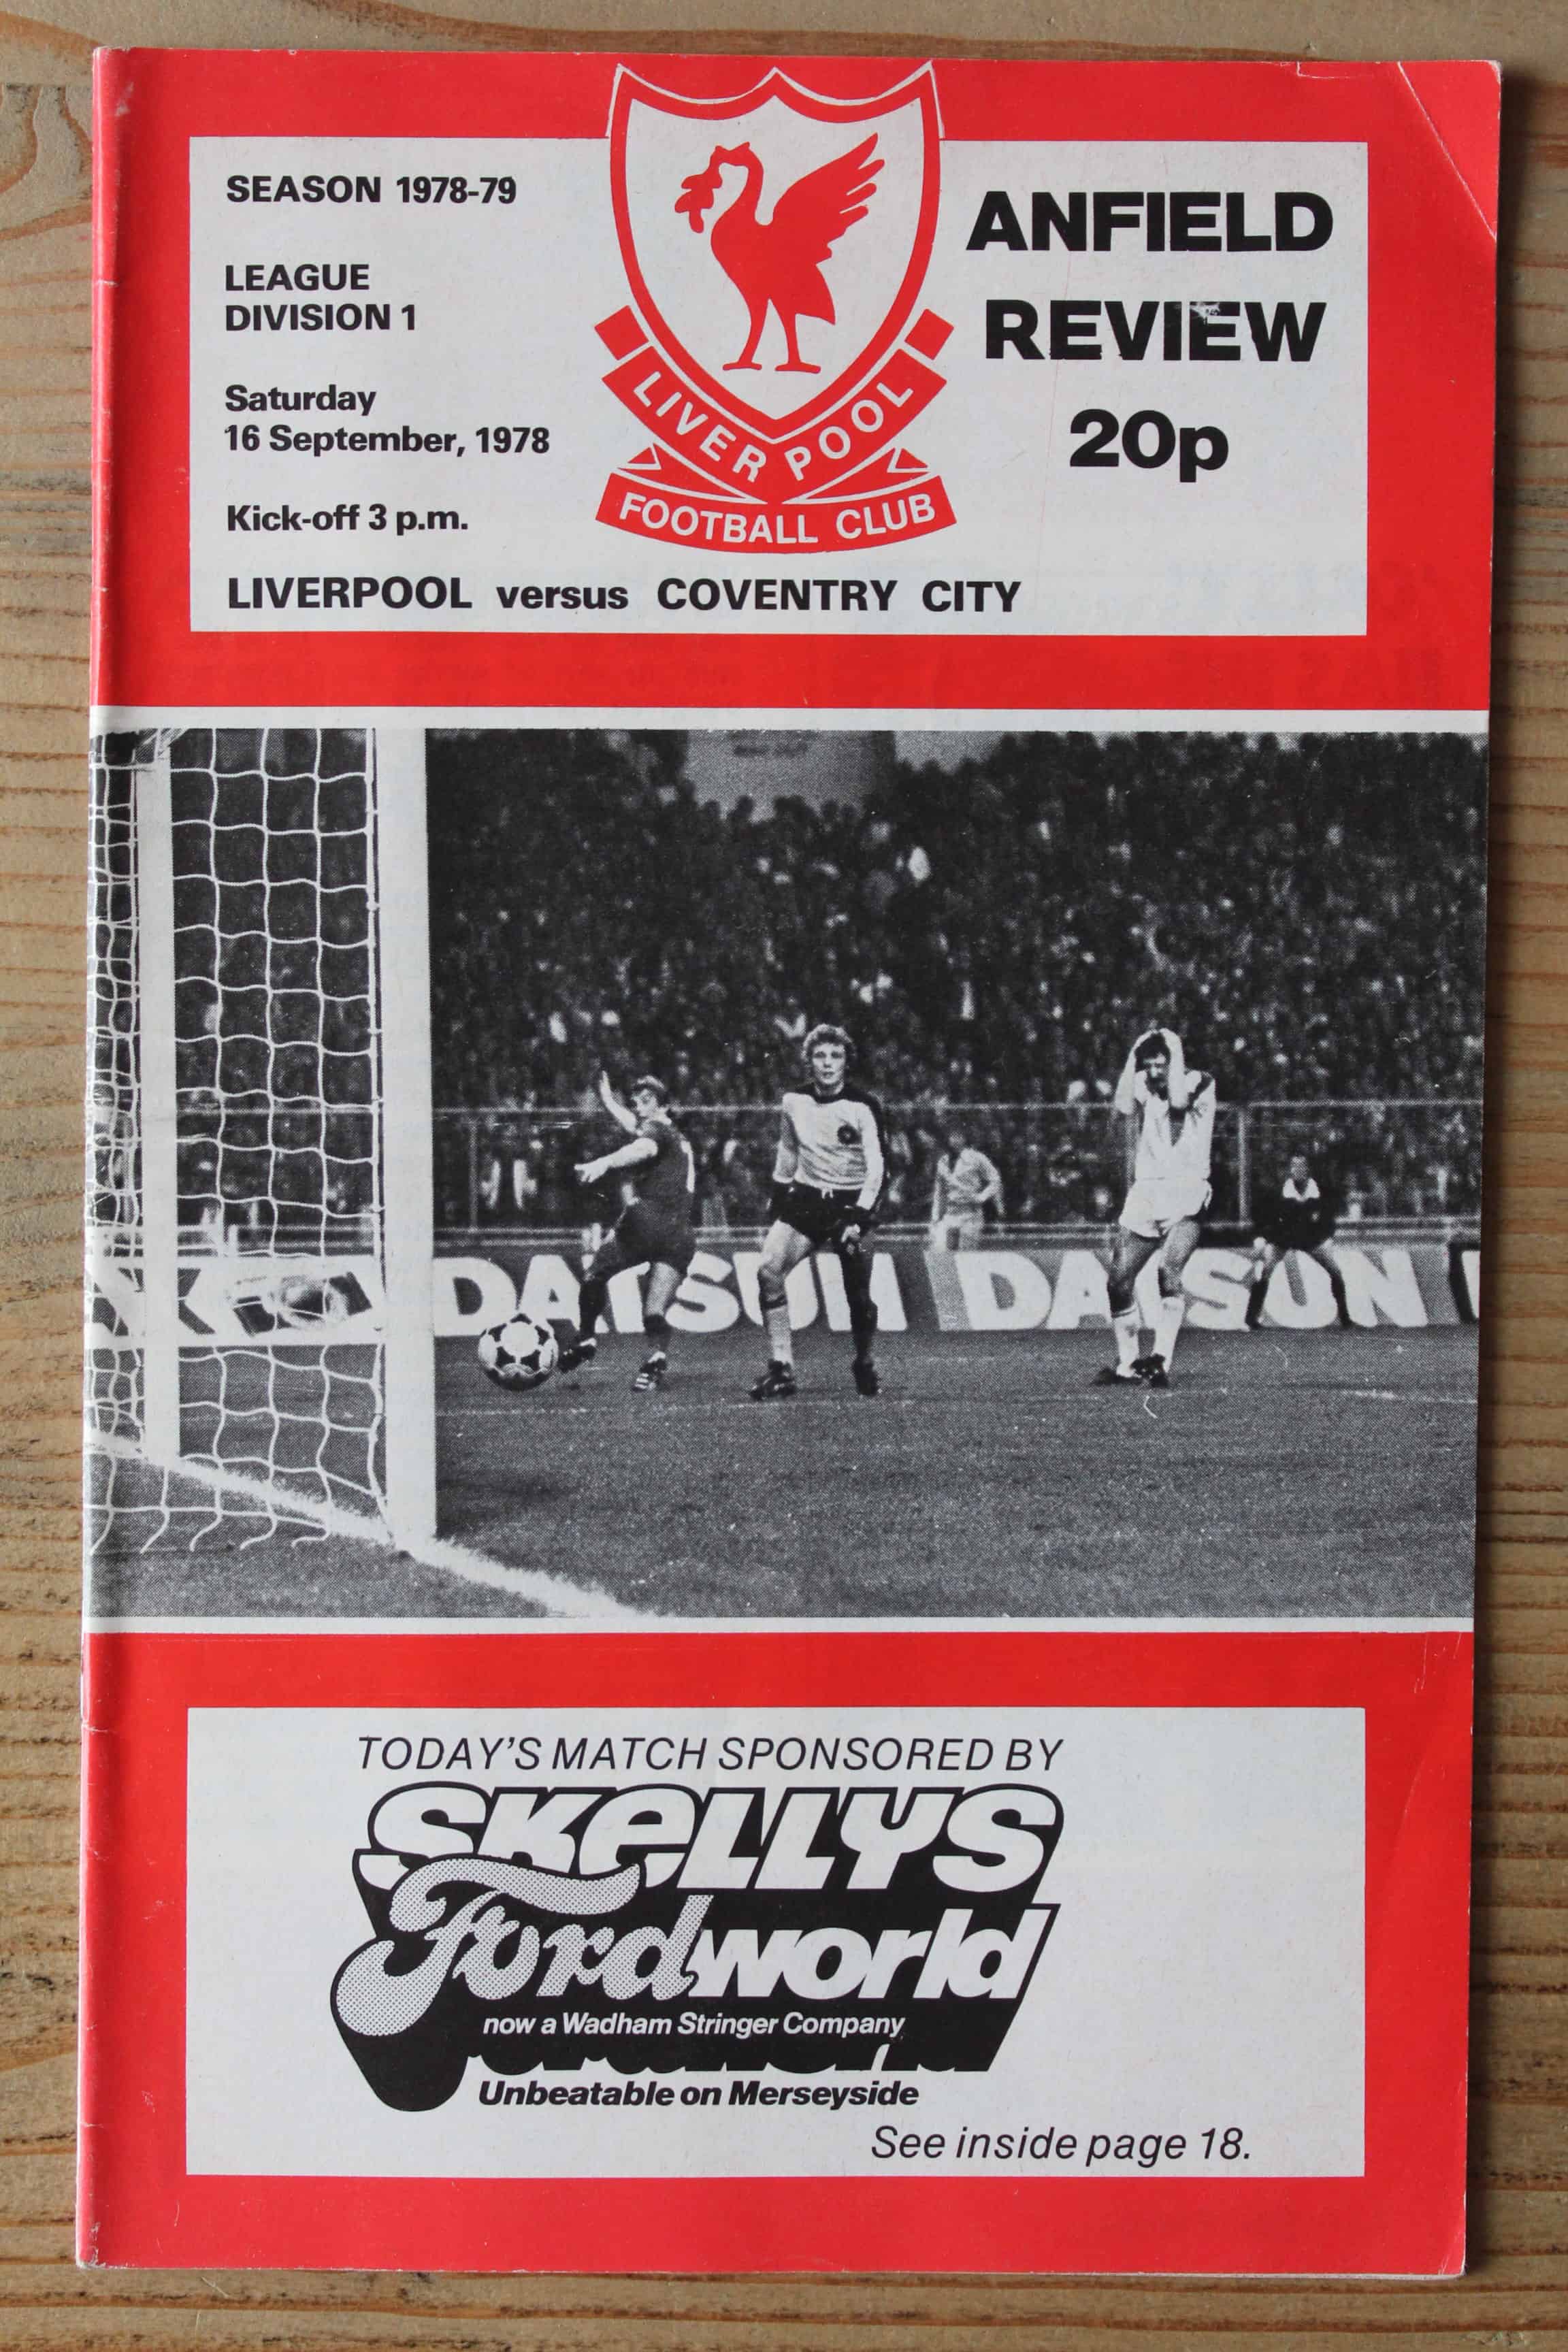 SEASON 1978-79
LEAGUE
DIVISION 1
Saturday
16 September, 1978
Kick-off 3 p.m.
LIVERPOOL versus COVENTRY CITY
LIVERPOOL
FOOTBALL CLUB
ANFIELD
REVIEW
20p
DATSUN DATSUN
TODAY'S MATCH SPONSORED BY
SKeLLYS
Fordworld
now a Wadham Stringer Company
Unbeatable on Merseyside
See inside page 18.